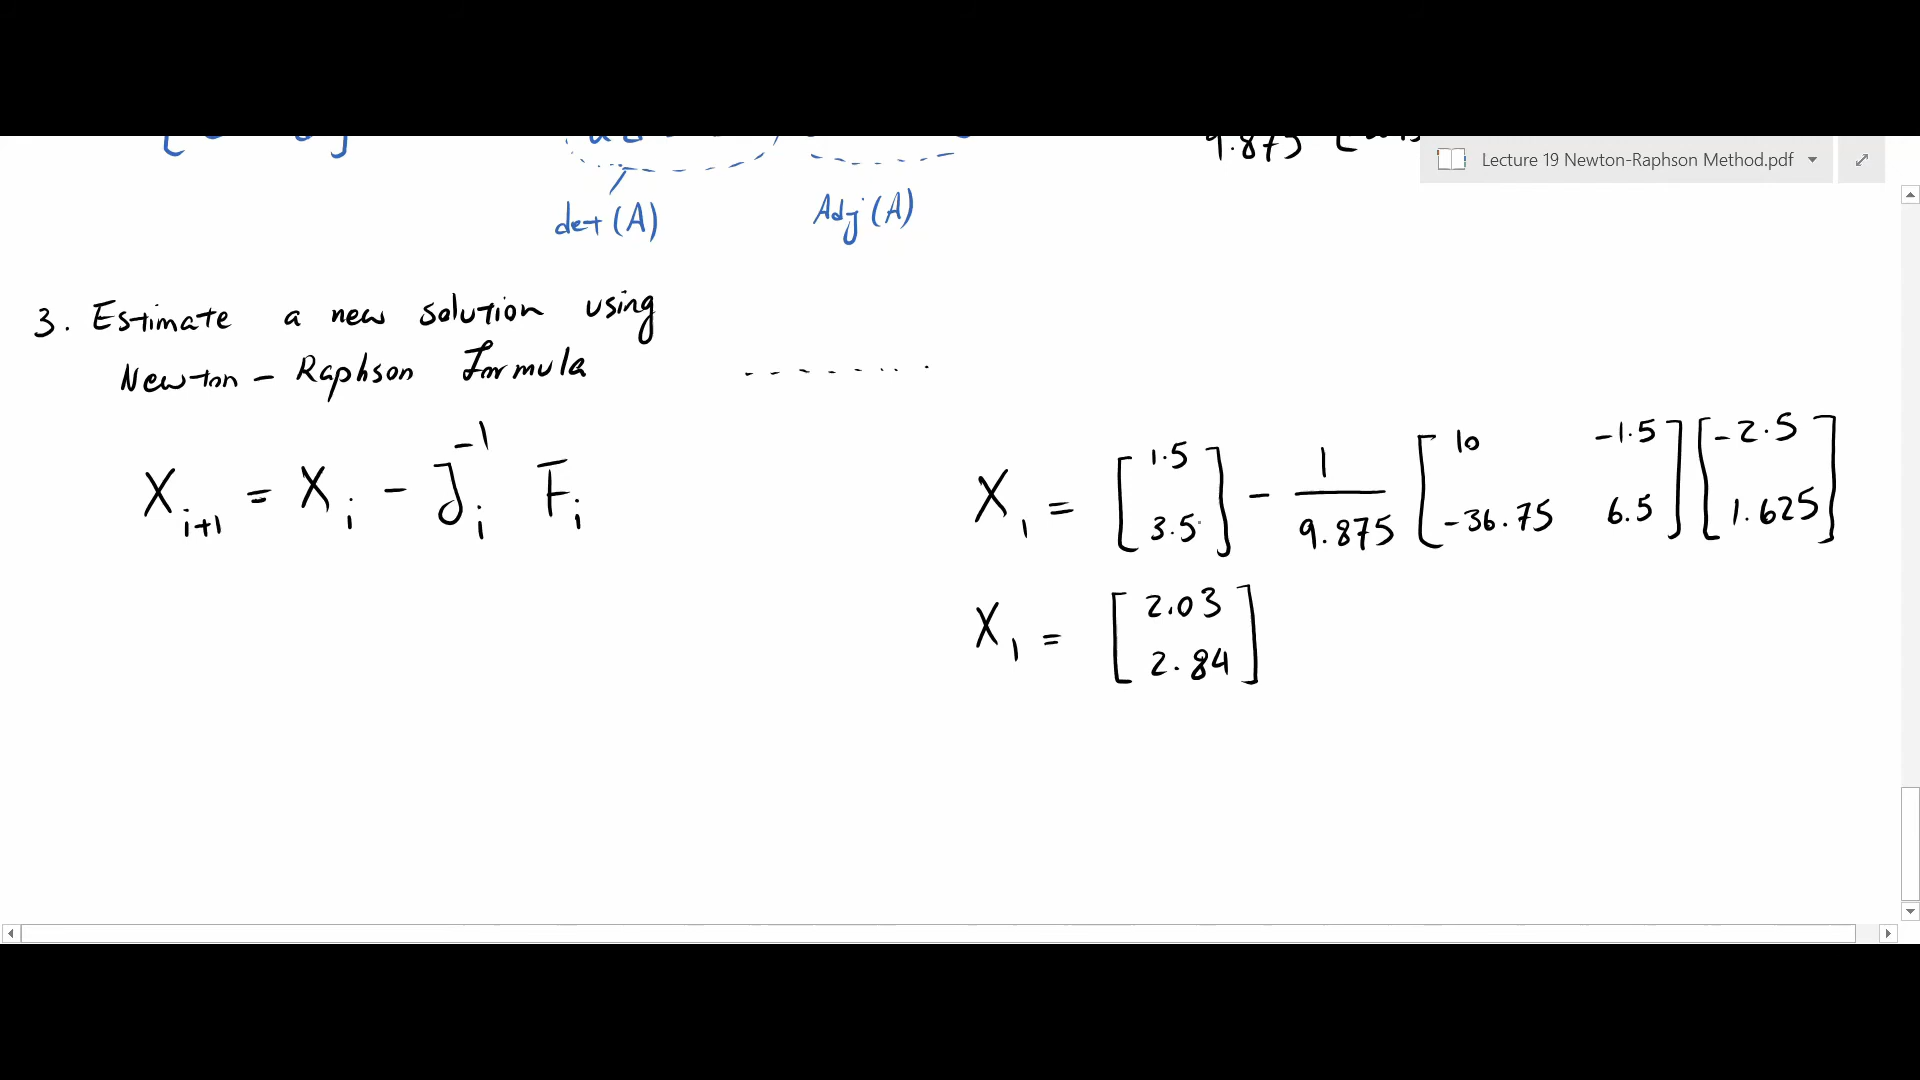 9.875
Lecture 19 Newton-Raphson Method.pdf
det (A)
Adj (A)
3. Estimate a new solution using
Newton - Raphson Formula
X_{i+1} = X_i - J_i^{-1} F_i
X_1 = [1.5; 3.5] - 1/9.875 [10 -1.5; -36.75 6.5] [-2.5; 1.625]
X_1 = [2.03; 2.84]